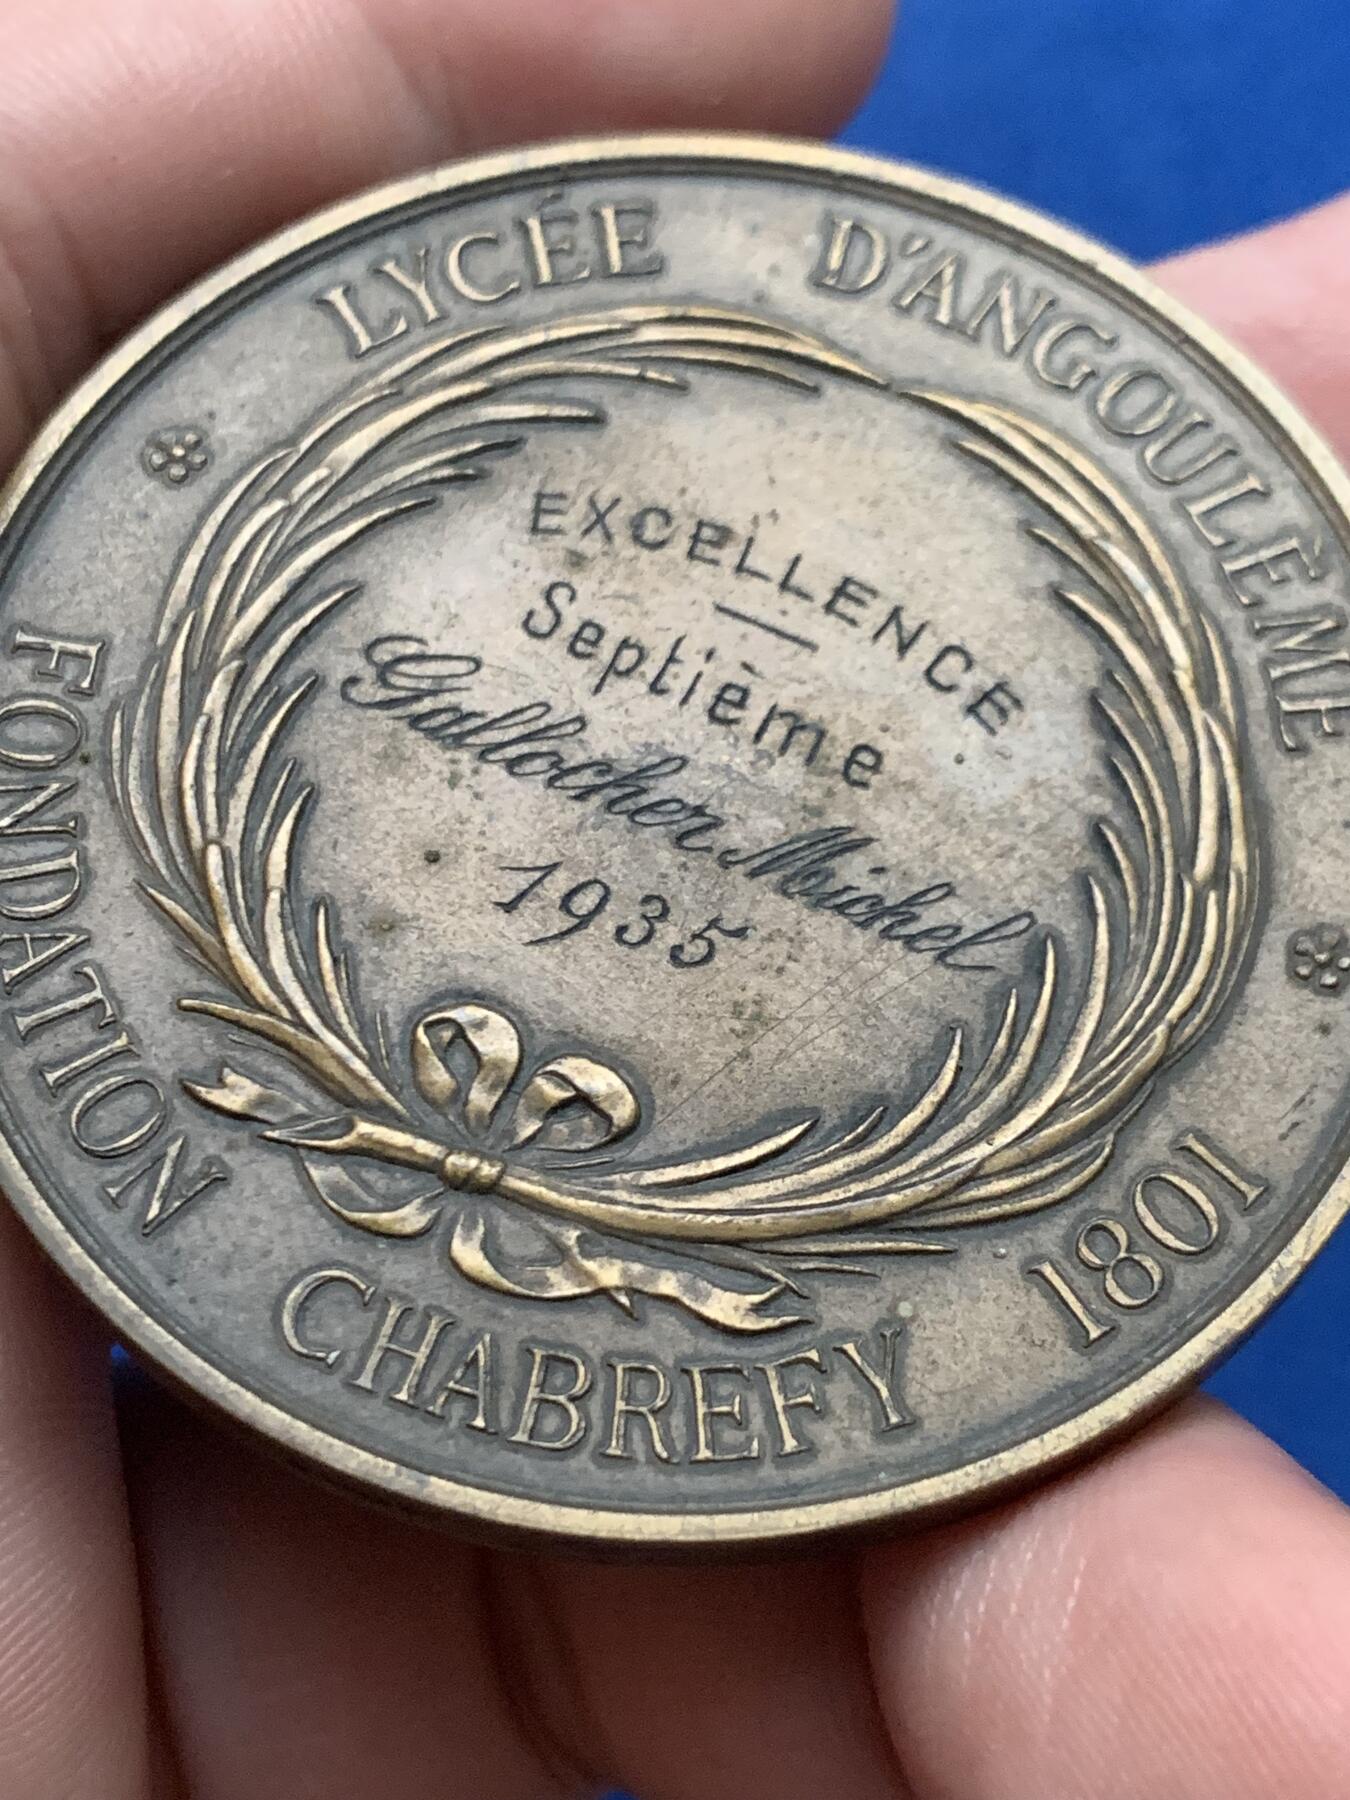 LYCÉE D'ANGOULÊME
EXCELLENCE
Septième
Gallocher Michel
1935
FONDATION CHABREFY 1801